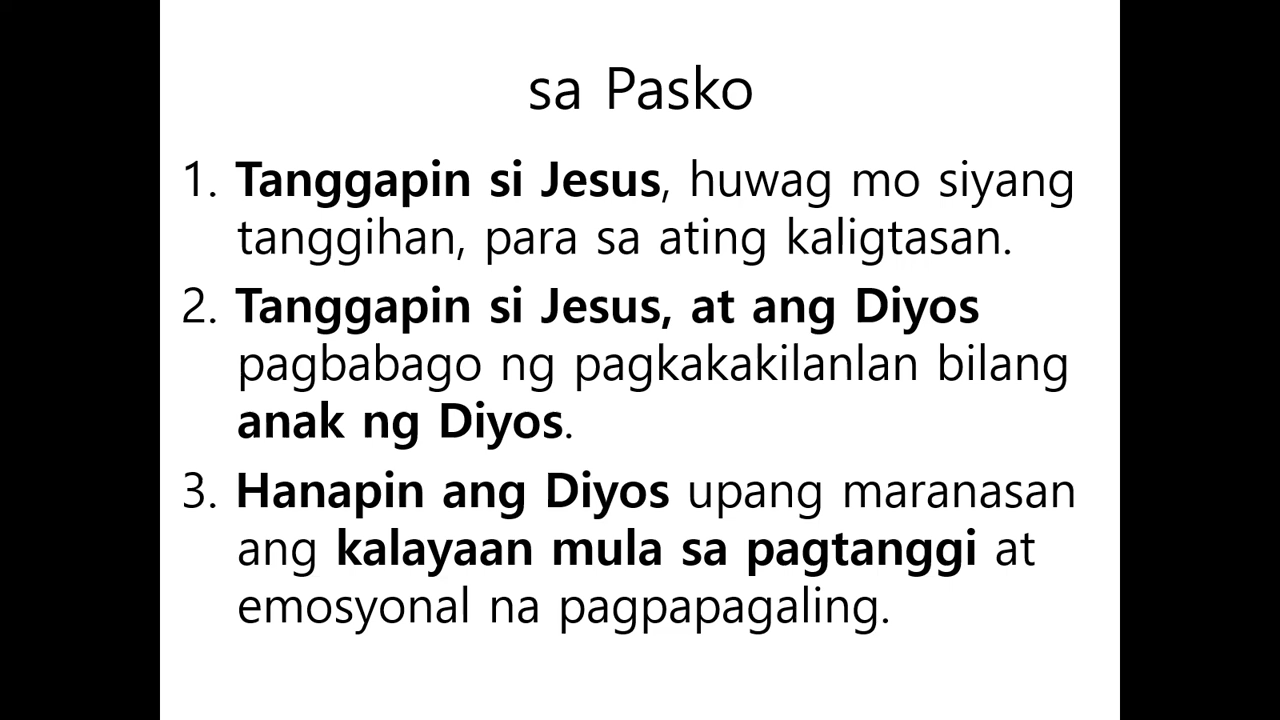 sa Pasko
1. Tanggapin si Jesus, huwag mo siyang
tanggihan, para sa ating kaligtasan.
2. Tanggapin si Jesus, at ang Diyos
pagbabago ng pagkakakilanlan bilang
anak ng Diyos.
3. Hanapin ang Diyos upang maranasan
ang kalayaan mula sa pagtanggi at
emosyonal na pagpapagaling.